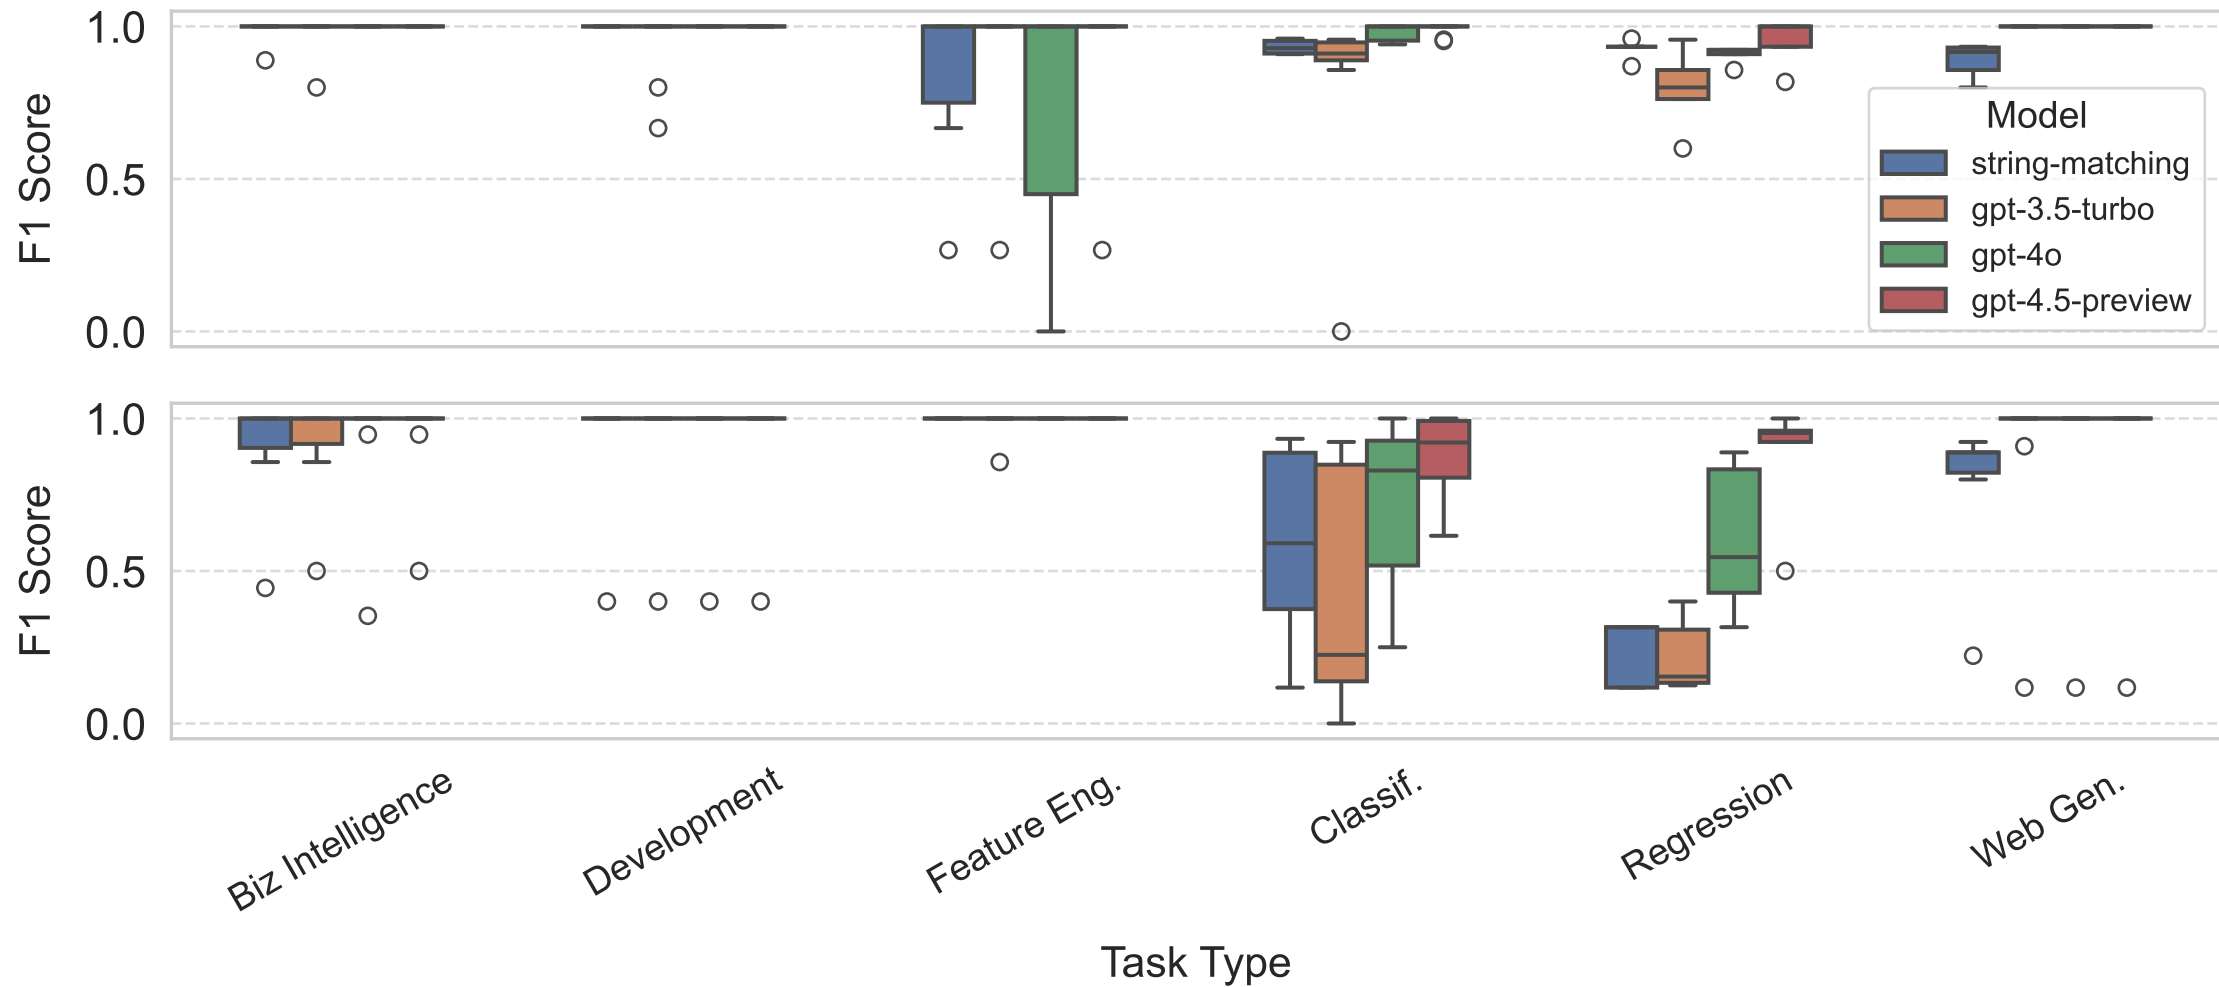 F1 Score
1.0
0.5
0.0
Model
string-matching
gpt-3.5-turbo
gpt-4o
gpt-4.5-preview
F1 Score
1.0
0.5
0.0
Biz Intelligence
Development
Feature Eng.
Classif.
Regression
Web Gen.
Task Type